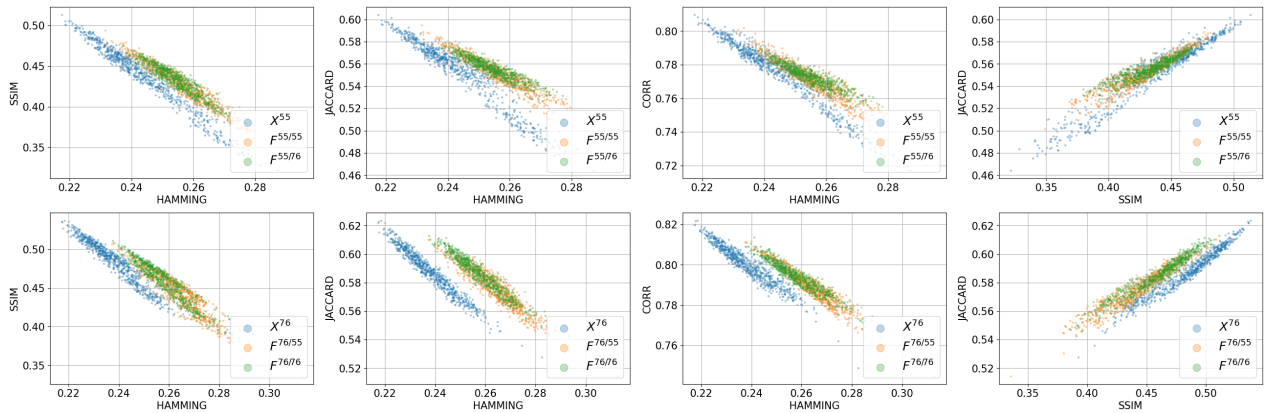 0.50
0.45
0.40
0.35
SSIM
0.22
0.24
0.26
0.28
HAMMING
X^55
F^55/55
F^55/76
0.60
0.58
0.56
0.54
0.52
0.50
0.48
0.46
JACCARD
0.22
0.24
0.26
0.28
HAMMING
X^55
F^55/55
F^55/76
0.80
0.78
0.76
0.74
0.72
CORR
0.22
0.24
0.26
0.28
HAMMING
X^55
F^55/55
F^55/76
0.60
0.58
0.56
0.54
0.52
0.50
0.48
0.46
JACCARD
0.35
0.40
0.45
0.50
SSIM
X^55
F^55/55
F^55/76
0.50
0.45
0.40
0.35
SSIM
0.22
0.24
0.26
0.28
0.30
HAMMING
X^76
F^76/55
F^76/76
0.62
0.60
0.58
0.56
0.54
0.52
JACCARD
0.22
0.24
0.26
0.28
0.30
HAMMING
X^76
F^76/55
F^76/76
0.82
0.80
0.78
0.76
CORR
0.22
0.24
0.26
0.28
0.30
HAMMING
X^76
F^76/55
F^76/76
0.62
0.60
0.58
0.56
0.54
0.52
JACCARD
0.35
0.40
0.45
0.50
SSIM
X^76
F^76/55
F^76/76